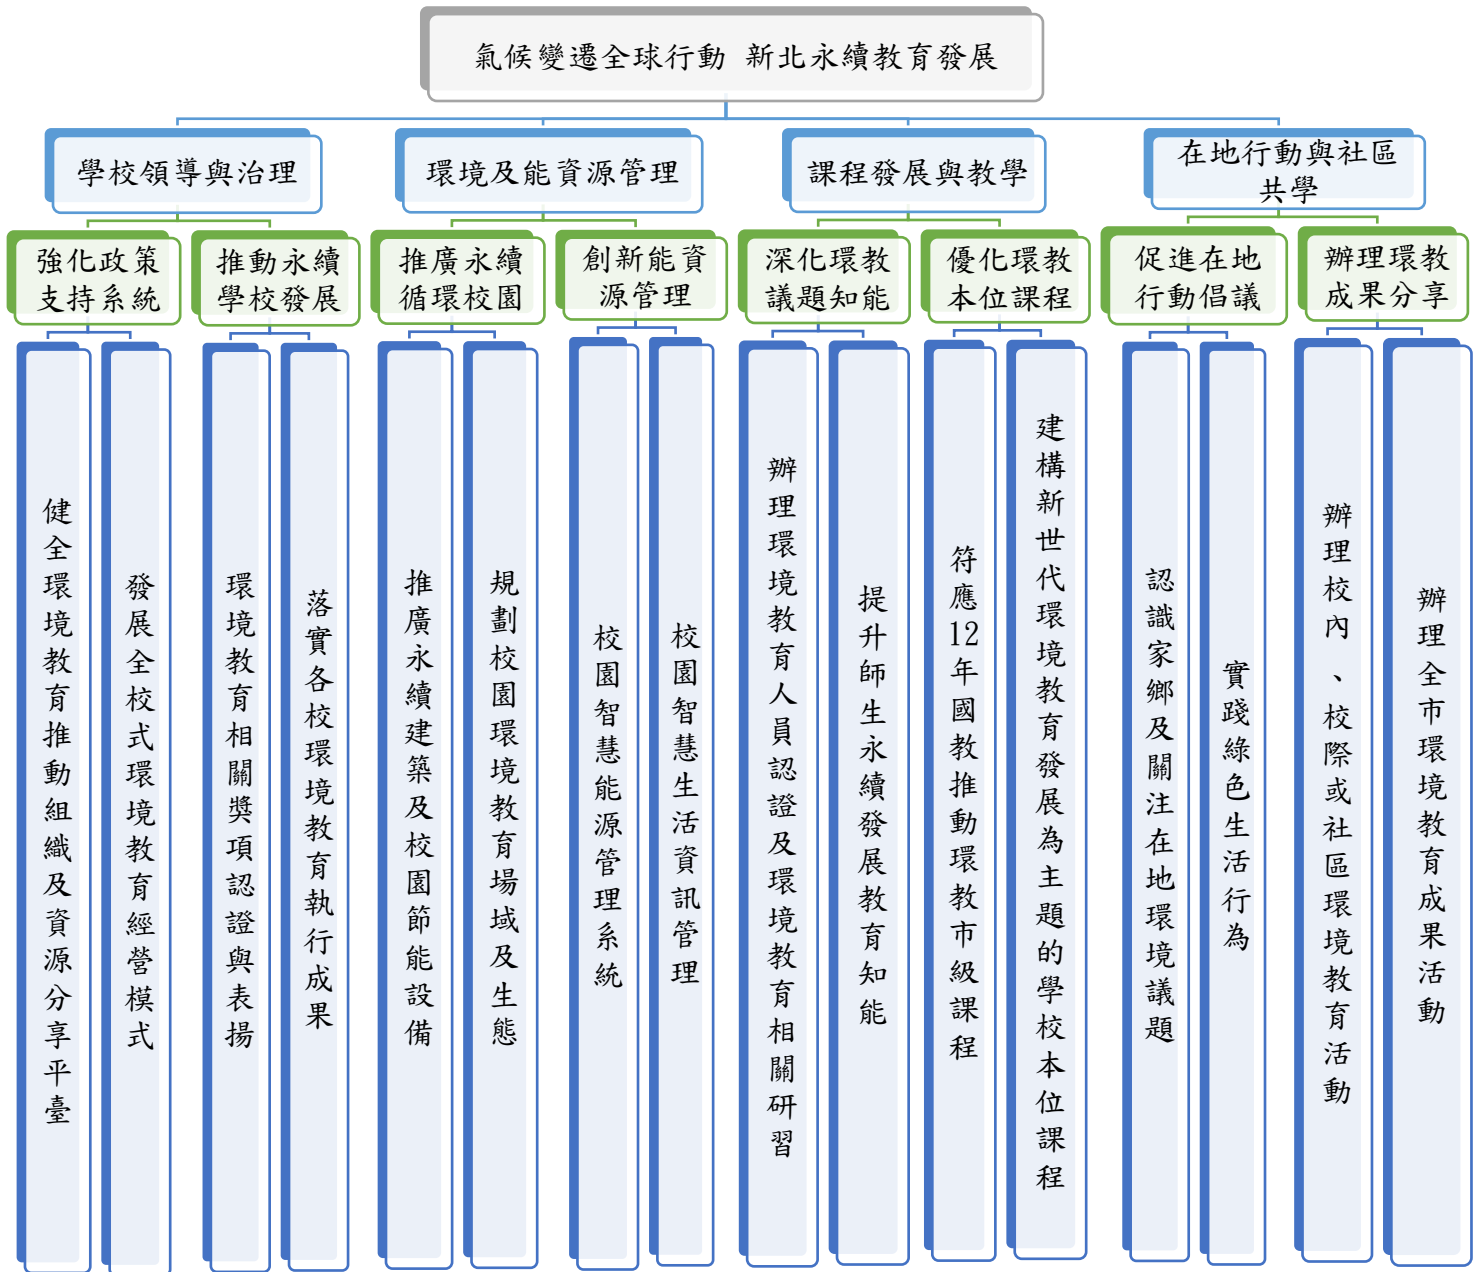 氣候變遷全球行動 新北永續教育發展
學校領導與治理
環境及能資源管理
課程發展與教學
在地行動與社區
共學
強化政策
支持系統
推動永續
學校發展
推廣永續
循環校園
創新能資
源管理
深化環教
議題知能
優化環教
本位課程
促進在地
行動倡議
辦理環教
成果分享
健全環境教育推動組織及資源分享平臺
發展全校式環境教育經營模式
環境教育相關獎項認證與表揚
落實各校環境教育執行成果
推廣永續建築及校園節能設備
規劃校園環境教育場域及生態
校園智慧能源管理系統
校園智慧生活資訊管理
辦理環境教育人員認證及環境教育相關研習
提升師生永續發展教育知能
符應12年國教推動環教市級課程
建構新世代環境教育發展為主題的學校本位課程
認識家鄉及關注在地環境議題
實踐綠色生活行為
辦理校內、校際或社區環境教育活動
辦理全市環境教育成果活動